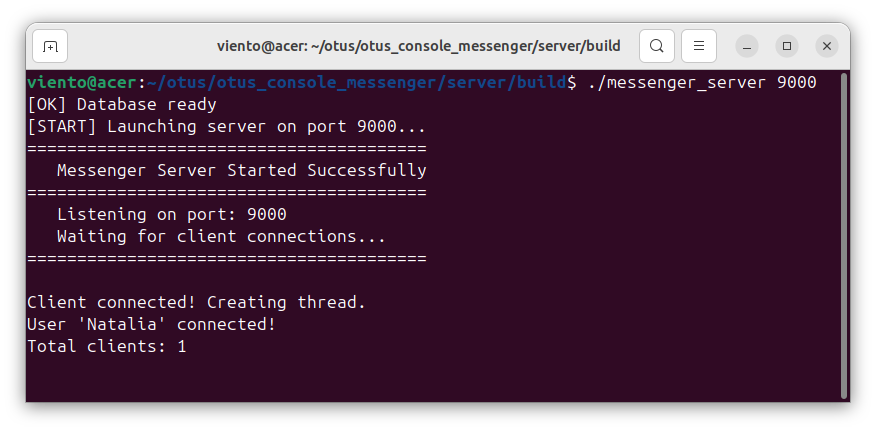 viento@acer: ~/otus/otus_console_messenger/server/build
viento@acer:~/otus/otus_console_messenger/server/build$ ./messenger_server 9000
[OK] Database ready
[START] Launching server on port 9000...
========================================
   Messenger Server Started Successfully
========================================
   Listening on port: 9000
   Waiting for client connections...
========================================

Client connected! Creating thread.
User 'Natalia' connected!
Total clients: 1